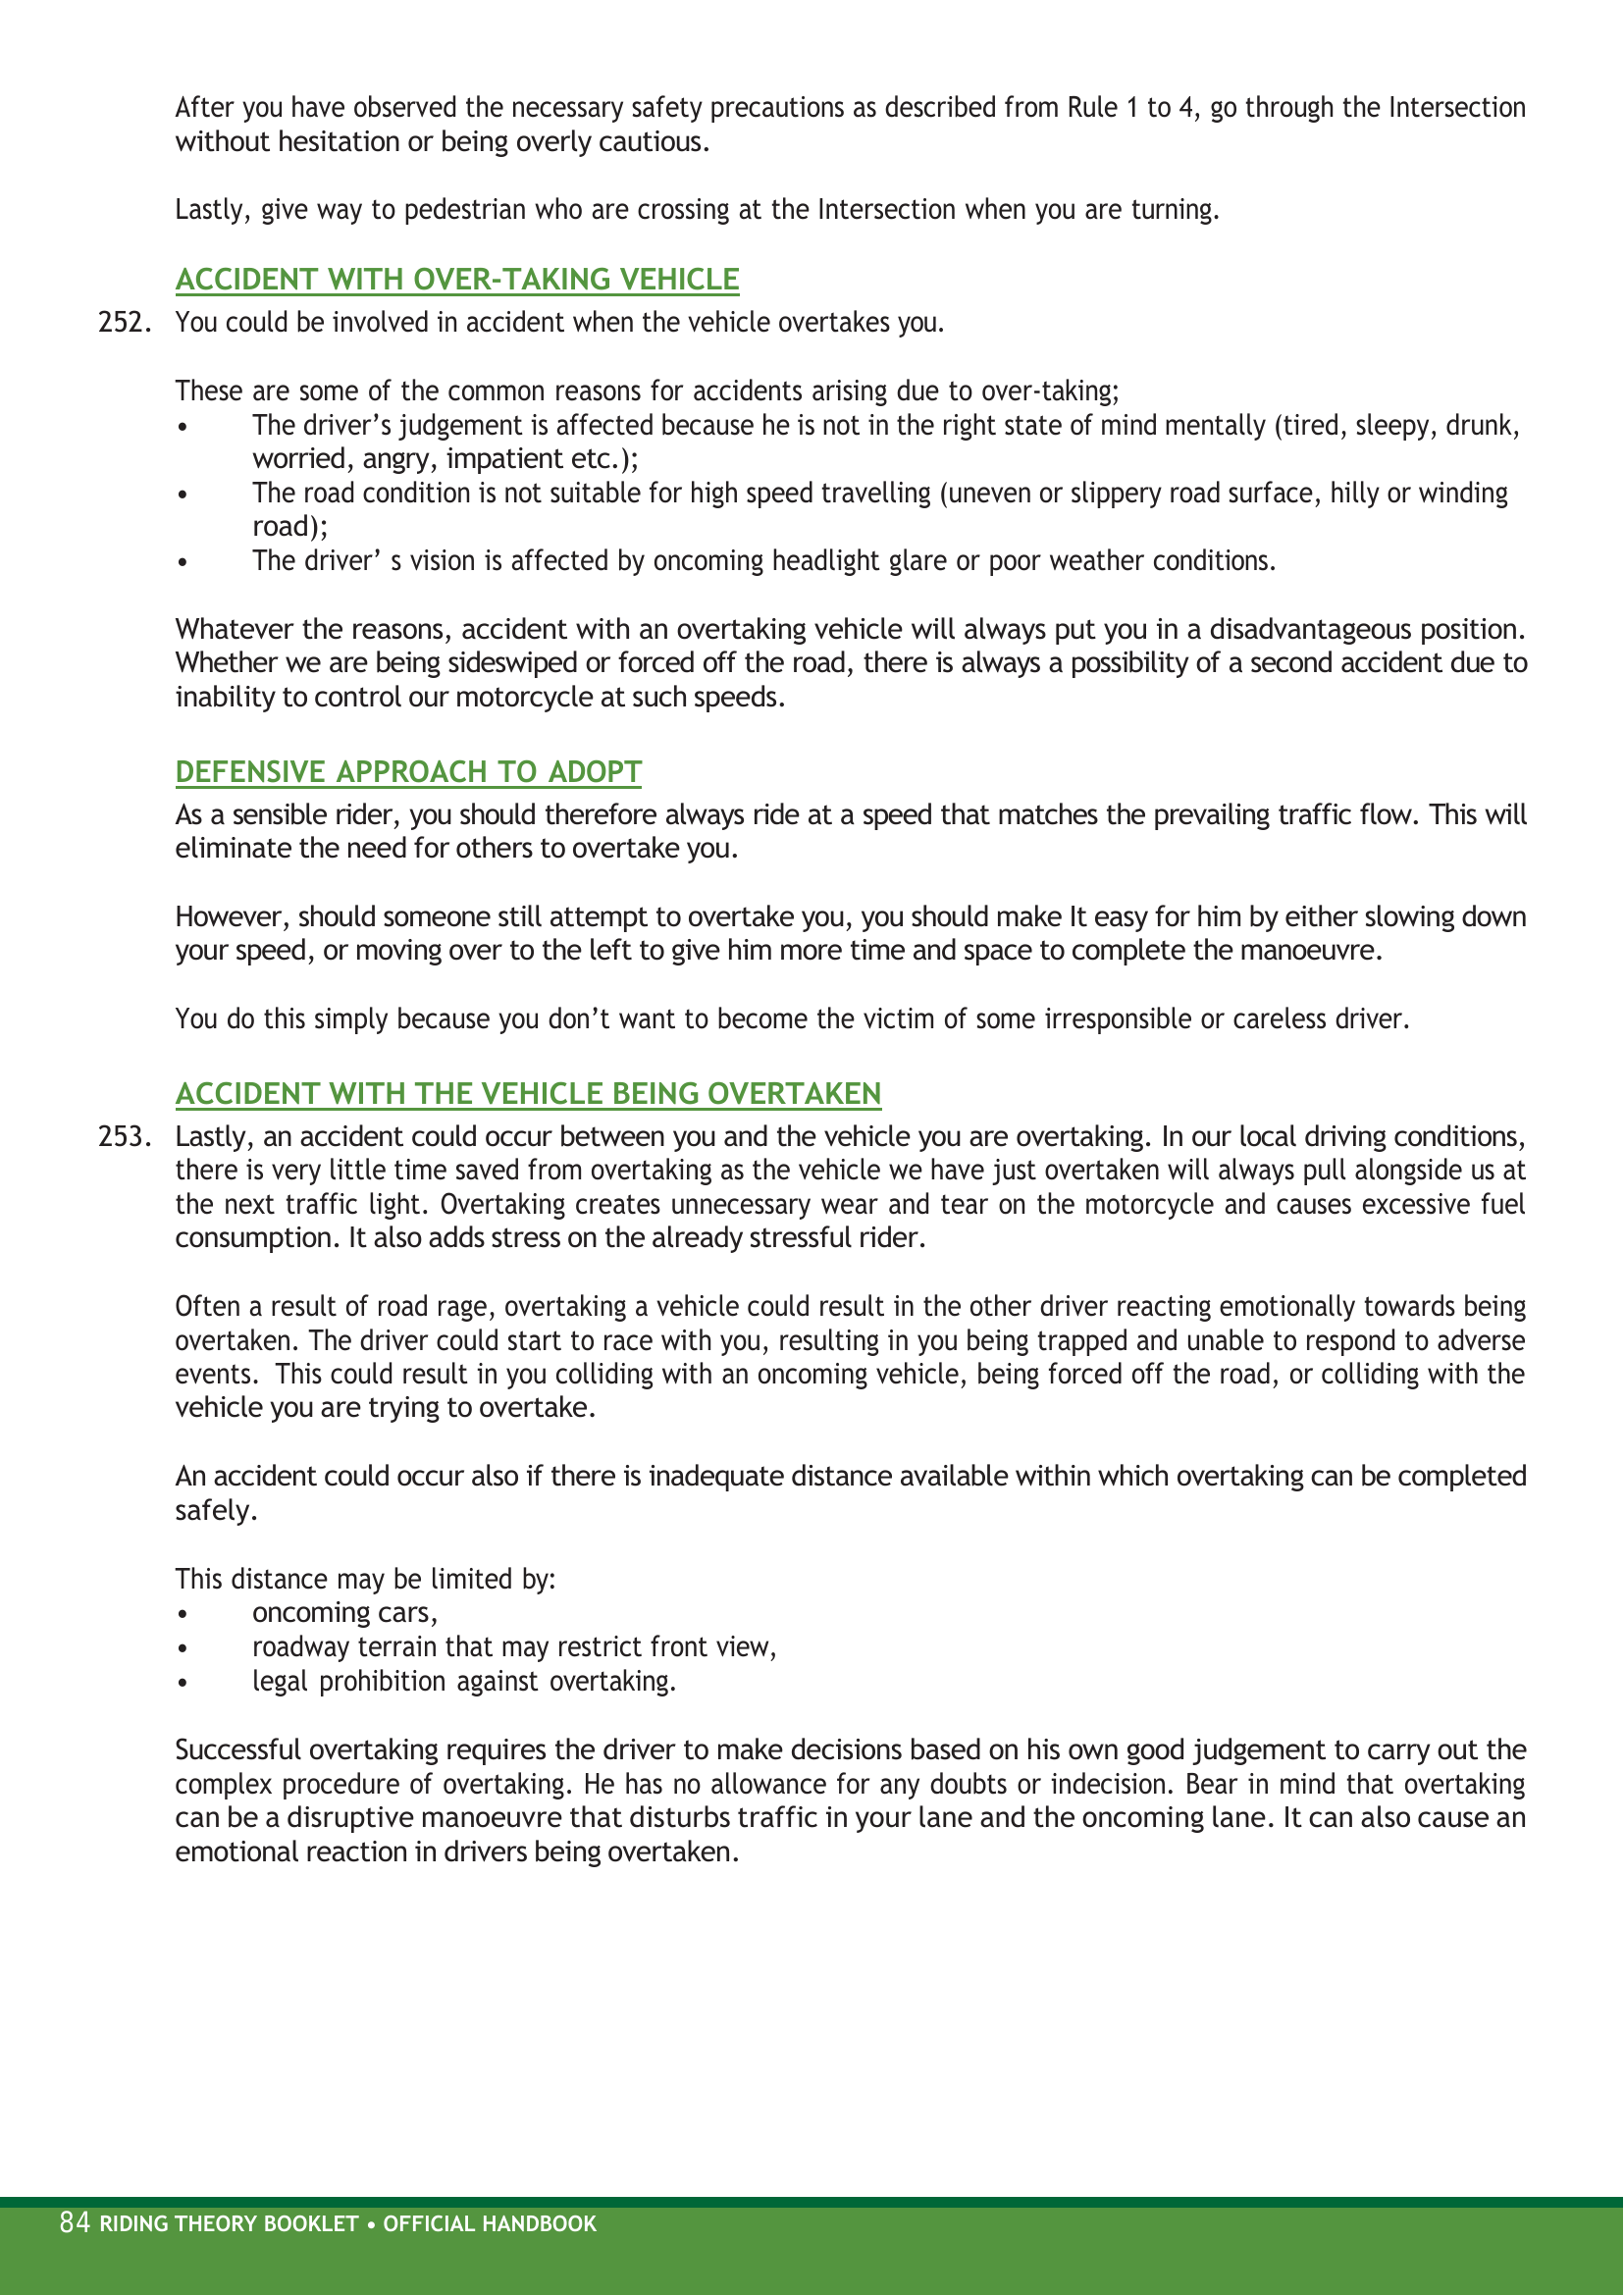 After you have observed the necessary safety precautions as described from Rule 1 to 4, go through the Intersection
without hesitation or being overly cautious.
Lastly, give way to pedestrian who are crossing at the Intersection when you are turning.
ACCIDENT WITH OVER-TAKING VEHICLE
252. You could be involved in accident when the vehicle overtakes you.
These are some of the common reasons for accidents arising due to over-taking;
• The driver’s judgement is affected because he is not in the right state of mind mentally (tired, sleepy, drunk,
worried, angry, impatient etc.);
• The road condition is not suitable for high speed travelling (uneven or slippery road surface, hilly or winding
road);
• The driver’ s vision is affected by oncoming headlight glare or poor weather conditions.
Whatever the reasons, accident with an overtaking vehicle will always put you in a disadvantageous position.
Whether we are being sideswiped or forced off the road, there is always a possibility of a second accident due to
inability to control our motorcycle at such speeds.
DEFENSIVE APPROACH TO ADOPT
As a sensible rider, you should therefore always ride at a speed that matches the prevailing traffic flow. This will
eliminate the need for others to overtake you.
However, should someone still attempt to overtake you, you should make It easy for him by either slowing down
your speed, or moving over to the left to give him more time and space to complete the manoeuvre.
You do this simply because you don’t want to become the victim of some irresponsible or careless driver.
ACCIDENT WITH THE VEHICLE BEING OVERTAKEN
253. Lastly, an accident could occur between you and the vehicle you are overtaking. In our local driving conditions,
there is very little time saved from overtaking as the vehicle we have just overtaken will always pull alongside us at
the next traffic light. Overtaking creates unnecessary wear and tear on the motorcycle and causes excessive fuel
consumption. It also adds stress on the already stressful rider.
Often a result of road rage, overtaking a vehicle could result in the other driver reacting emotionally towards being
overtaken. The driver could start to race with you, resulting in you being trapped and unable to respond to adverse
events. This could result in you colliding with an oncoming vehicle, being forced off the road, or colliding with the
vehicle you are trying to overtake.
An accident could occur also if there is inadequate distance available within which overtaking can be completed
safely.
This distance may be limited by:
• oncoming cars,
• roadway terrain that may restrict front view,
• legal prohibition against overtaking.
Successful overtaking requires the driver to make decisions based on his own good judgement to carry out the
complex procedure of overtaking. He has no allowance for any doubts or indecision. Bear in mind that overtaking
can be a disruptive manoeuvre that disturbs traffic in your lane and the oncoming lane. It can also cause an
emotional reaction in drivers being overtaken.
84 RIDING THEORY BOOKLET • OFFICIAL HANDBOOK